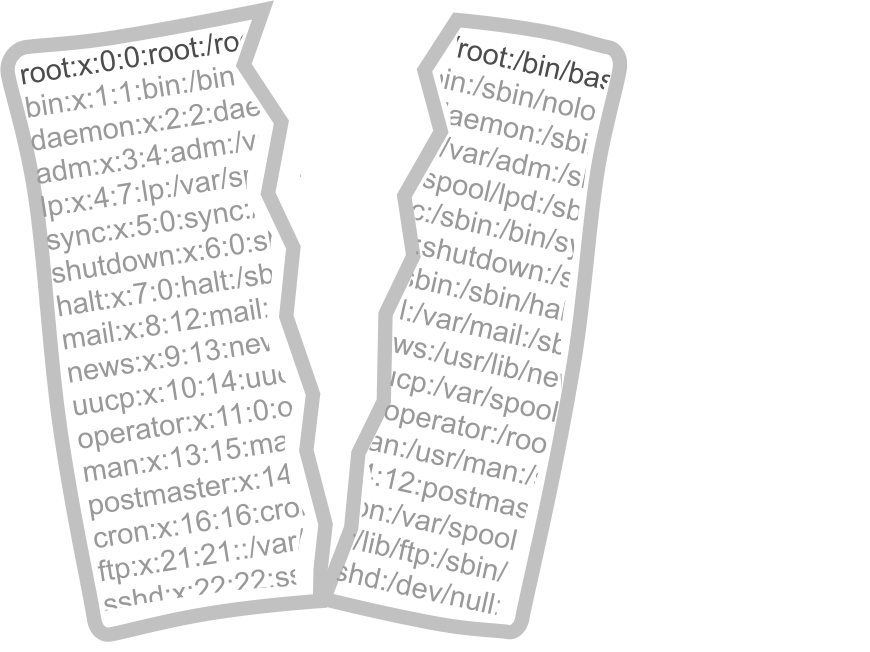 root:x:0:0:root:/ro
bin:x:1:1:bin:/bin
daemon:x:2:2:dae
adm:x:3:4:adm:/v
lp:x:4:7:lp:/var/sp
sync:x:5:0:sync:/
shutdown:x:6:0:sh
halt:x:7:0:halt:/sb
mail:x:8:12:mail:
news:x:9:13:new
uucp:x:10:14:uuc
operator:x:11:0:o
man:x:13:15:ma
postmaster:x:14
cron:x:16:16:cro
ftp:x:21:21::/var/
sshd:x:22:22:ss
/root:/bin/bas
in:/sbin/nolo
aemon:/sbi
/var/adm:/s
spool/lpd:/sb
c:/sbin:/bin/sy
:shutdown:/s
sbin:/sbin/hal
l:/var/mail:/sb
ws:/usr/lib/ne
ucp:/var/spool
operator:/roo
an:/usr/man:/
:12:postmas
on:/var/spool
/lib/ftp:/sbin/
shd:/dev/null: